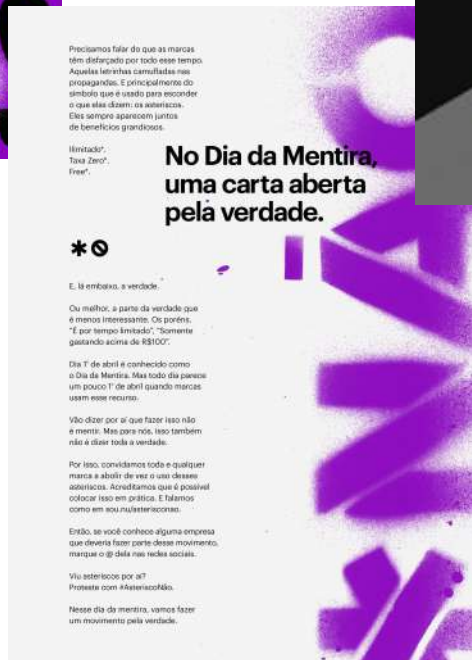 Precisamos falar do que as marcas
têm disfarçado por todo esse tempo.
Aquelas letrinhas camufladas nas
propagandas. E principalmente do
símbolo que é usado para esconder
o que elas dizem: os asteriscos.
Eles sempre aparecem juntos
de benefícios grandiosos.
Ilimitado*.
Taxa Zero*.
Free*.
No Dia da Mentira,
uma carta aberta
pela verdade.
E, lá embaixo, a verdade.
Ou melhor, a parte da verdade que
é menos interessante. Os poréns.
"É por tempo limitado", "Somente
gastando acima de R$100".
Dia 1º de abril é conhecido como
o Dia da Mentira. Mas todo dia parece
um pouco 1º de abril quando marcas
usam esse recurso.
Vão dizer por aí que fazer isso não
é mentir. Mas para nós, isso também
não é dizer toda a verdade.
Por isso, convidamos toda e qualquer
marca a abolir de vez o uso desses
asteriscos. Acreditamos que é possível
colocar isso em prática. E falamos
como em sou.nu/asterisconao.
Então, se você conhece alguma empresa
que deveria fazer parte desse movimento,
marque o @ dela nas redes sociais.
Viu asteriscos por aí?
Proteste com #AsteriscoNão.
Nesse dia da mentira, vamos fazer
um movimento pela verdade.